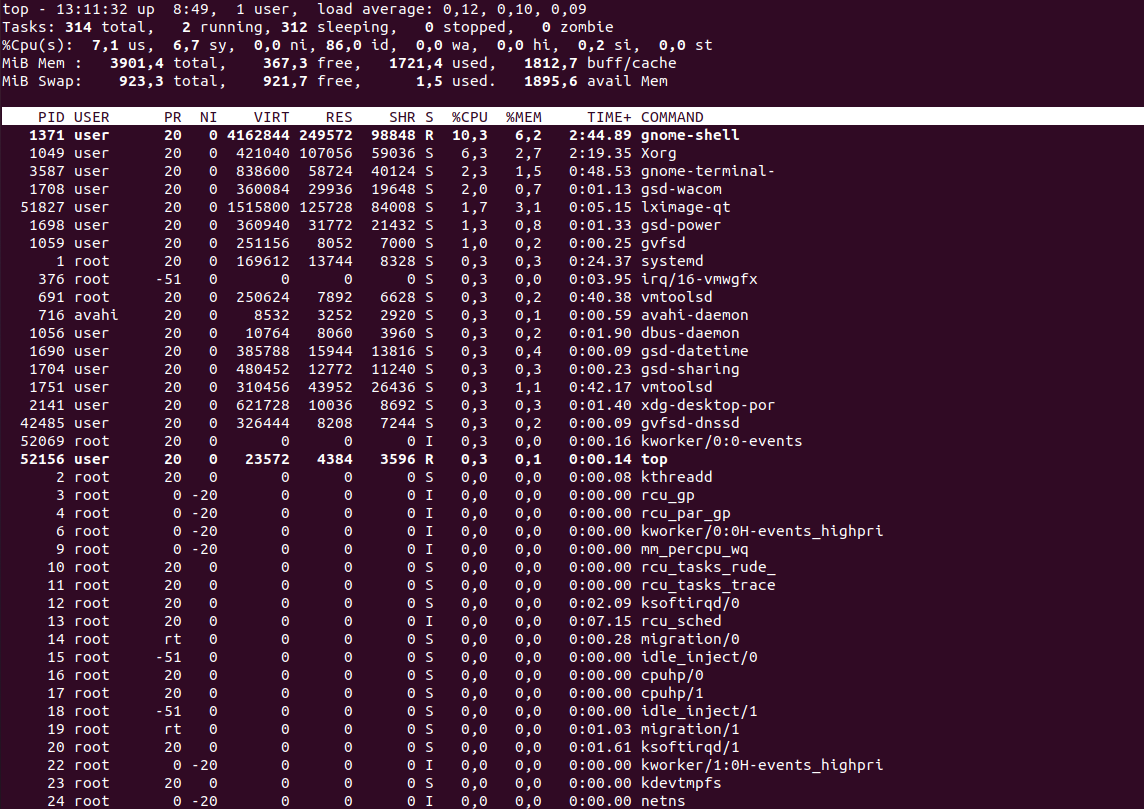 top - 13:11:32 up  8:49,  1 user,  load average: 0,12, 0,10, 0,09
Tasks: 314 total,   2 running, 312 sleeping,   0 stopped,   0 zombie
%Cpu(s):  7,1 us,  6,7 sy,  0,0 ni, 86,0 id,  0,0 wa,  0,0 hi,  0,2 si,  0,0 st
MiB Mem :   3901,4 total,    367,3 free,   1721,4 used,   1812,7 buff/cache
MiB Swap:    923,3 total,    921,7 free,      1,5 used.   1895,6 avail Mem
PID USER      PR  NI    VIRT    RES    SHR S  %CPU  %MEM     TIME+ COMMAND
1371 user      20   0 4162844 249572  98848 R  10,3   6,2   2:44.89 gnome-shell
1049 user      20   0  421040 107056  59036 S   6,3   2,7   2:19.35 Xorg
3587 user      20   0  838600  58724  40124 S   2,3   1,5   0:48.53 gnome-terminal-
1708 user      20   0  360084  29936  19648 S   2,0   0,7   0:01.13 gsd-wacom
51827 user      20   0 1515800 125728  84008 S   1,7   3,1   0:05.15 lximage-qt
1698 user      20   0  360940  31772  21432 S   1,3   0,8   0:01.33 gsd-power
1059 user      20   0  251156   8052   7000 S   1,0   0,2   0:00.25 gvfsd
1 root      20   0  169612  13744   8328 S   0,3   0,3   0:24.37 systemd
376 root     -51   0       0      0      0 S   0,3   0,0   0:03.95 irq/16-vmwgfx
691 root      20   0  250624   7892   6628 S   0,3   0,2   0:40.38 vmtoolsd
716 avahi     20   0    8532   3252   2920 S   0,3   0,1   0:00.59 avahi-daemon
1056 user      20   0   10764   8060   3960 S   0,3   0,2   0:01.90 dbus-daemon
1690 user      20   0  385788  15944  13816 S   0,3   0,4   0:00.09 gsd-datetime
1704 user      20   0  480452  12772  11240 S   0,3   0,3   0:00.23 gsd-sharing
1751 user      20   0  310456  43952  26436 S   0,3   1,1   0:42.17 vmtoolsd
2141 user      20   0  621728  10036   8692 S   0,3   0,3   0:01.40 xdg-desktop-por
42485 user      20   0  326444   8208   7244 S   0,3   0,2   0:00.09 gvfsd-dnssd
52069 root      20   0       0      0      0 I   0,3   0,0   0:00.16 kworker/0:0-events
52156 user      20   0   23572   4384   3596 R   0,3   0,1   0:00.14 top
2 root      20   0       0      0      0 S   0,0   0,0   0:00.08 kthreadd
3 root       0 -20       0      0      0 I   0,0   0,0   0:00.00 rcu_gp
4 root       0 -20       0      0      0 I   0,0   0,0   0:00.00 rcu_par_gp
6 root       0 -20       0      0      0 I   0,0   0,0   0:00.00 kworker/0:0H-events_highpri
9 root       0 -20       0      0      0 I   0,0   0,0   0:00.00 mm_percpu_wq
10 root      20   0       0      0      0 S   0,0   0,0   0:00.00 rcu_tasks_rude_
11 root      20   0       0      0      0 S   0,0   0,0   0:00.00 rcu_tasks_trace
12 root      20   0       0      0      0 S   0,0   0,0   0:02.09 ksoftirqd/0
13 root      20   0       0      0      0 I   0,0   0,0   0:07.15 rcu_sched
14 root      rt   0       0      0      0 S   0,0   0,0   0:00.28 migration/0
15 root     -51   0       0      0      0 S   0,0   0,0   0:00.00 idle_inject/0
16 root      20   0       0      0      0 S   0,0   0,0   0:00.00 cpuhp/0
17 root      20   0       0      0      0 S   0,0   0,0   0:00.00 cpuhp/1
18 root     -51   0       0      0      0 S   0,0   0,0   0:00.00 idle_inject/1
19 root      rt   0       0      0      0 S   0,0   0,0   0:01.03 migration/1
20 root      20   0       0      0      0 S   0,0   0,0   0:01.61 ksoftirqd/1
22 root       0 -20       0      0      0 I   0,0   0,0   0:00.00 kworker/1:0H-events_highpri
23 root      20   0       0      0      0 S   0,0   0,0   0:00.00 kdevtmpfs
24 root       0 -20       0      0      0 I   0,0   0,0   0:00.00 netns